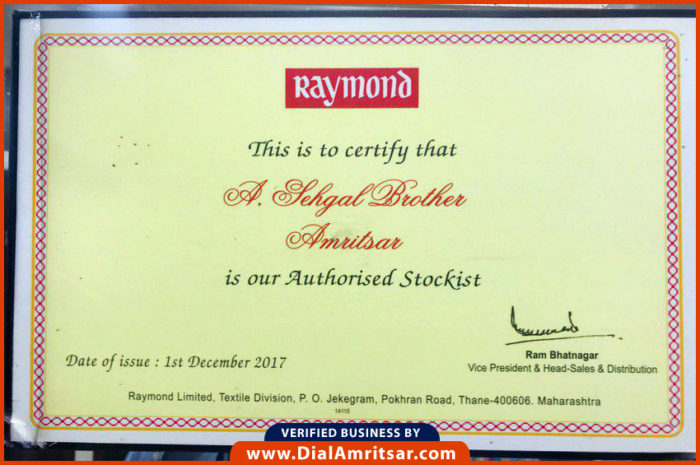 Raymond
This is to certify that
A. Sehgal Brother
Amritsar
is our Authorised Stockist
Ram Bhatnagar
Vice President & Head-Sales & Distribution
Date of issue : 1st December 2017
Raymond Limited, Textile Division, P. O. Jekegram, Pokhran Road, Thane-400606. Maharashtra
14115
VERIFIED BUSINESS BY
www.DialAmritsar.com